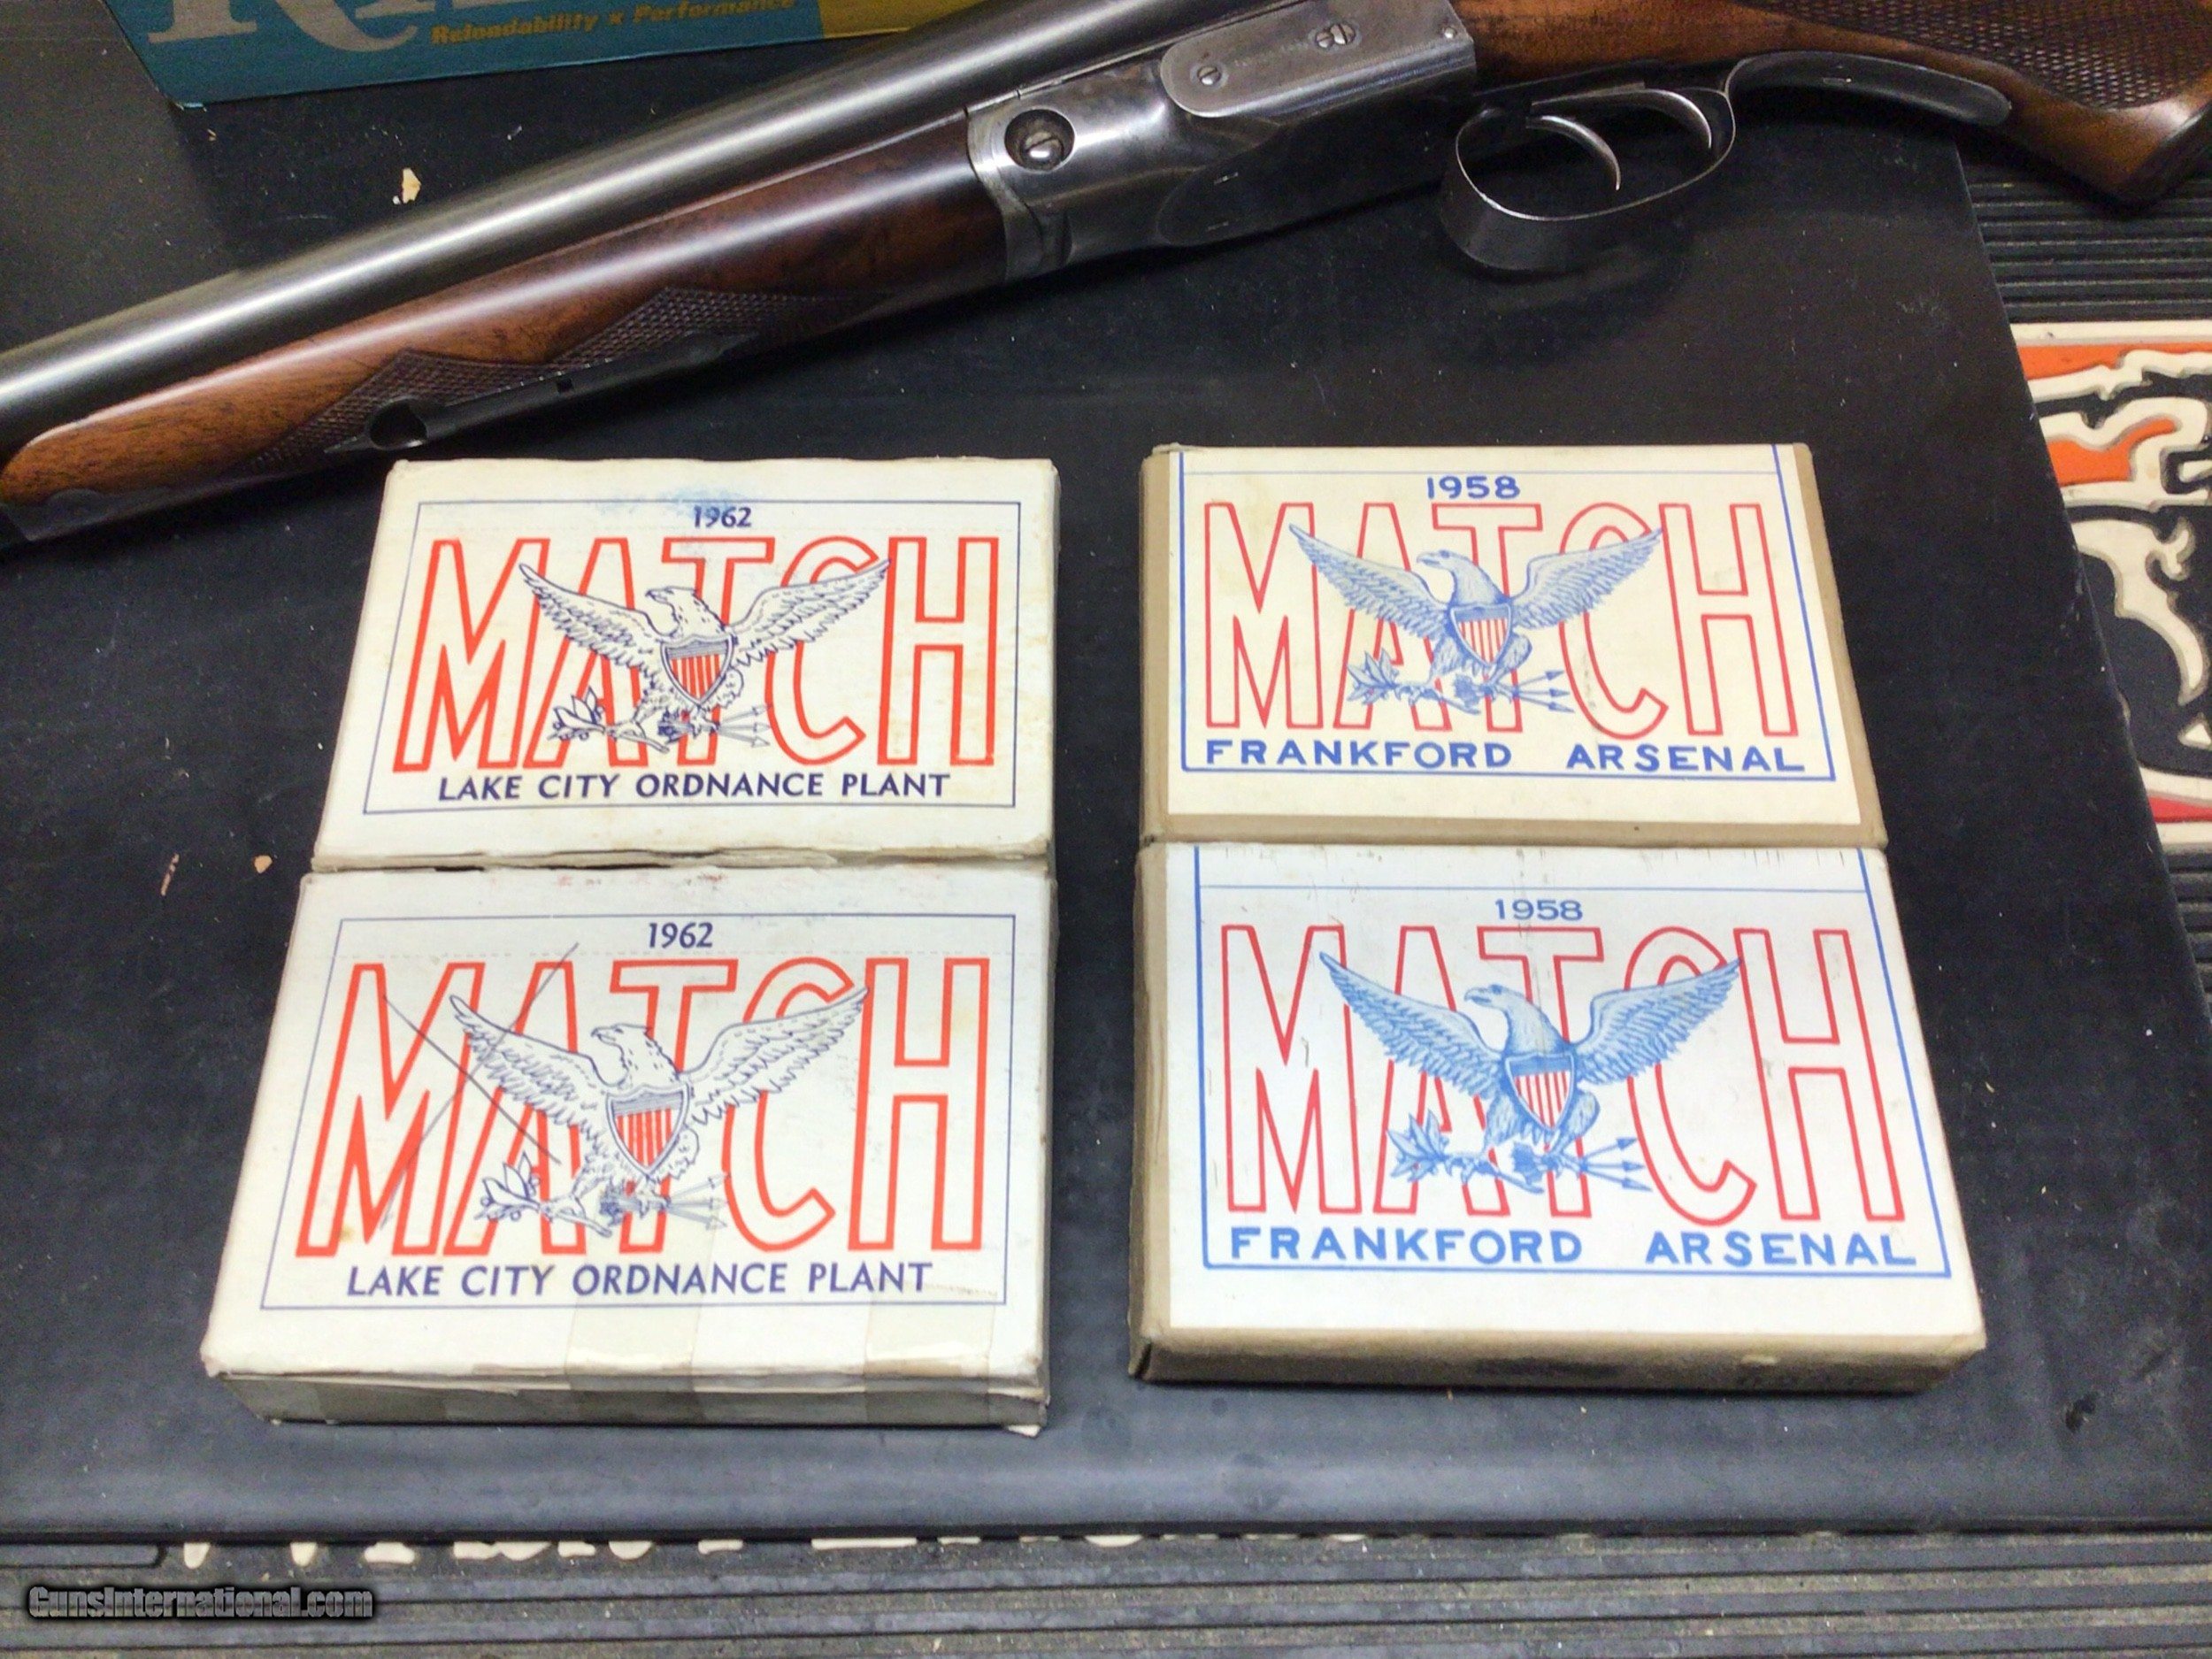 Reloadability x Performance
1962
MATCH
LAKE CITY ORDNANCE PLANT
1958
MATCH
FRANKFORD ARSENAL
1962
MATCH
LAKE CITY ORDNANCE PLANT
1958
MATCH
FRANKFORD ARSENAL
GunsInternational.com